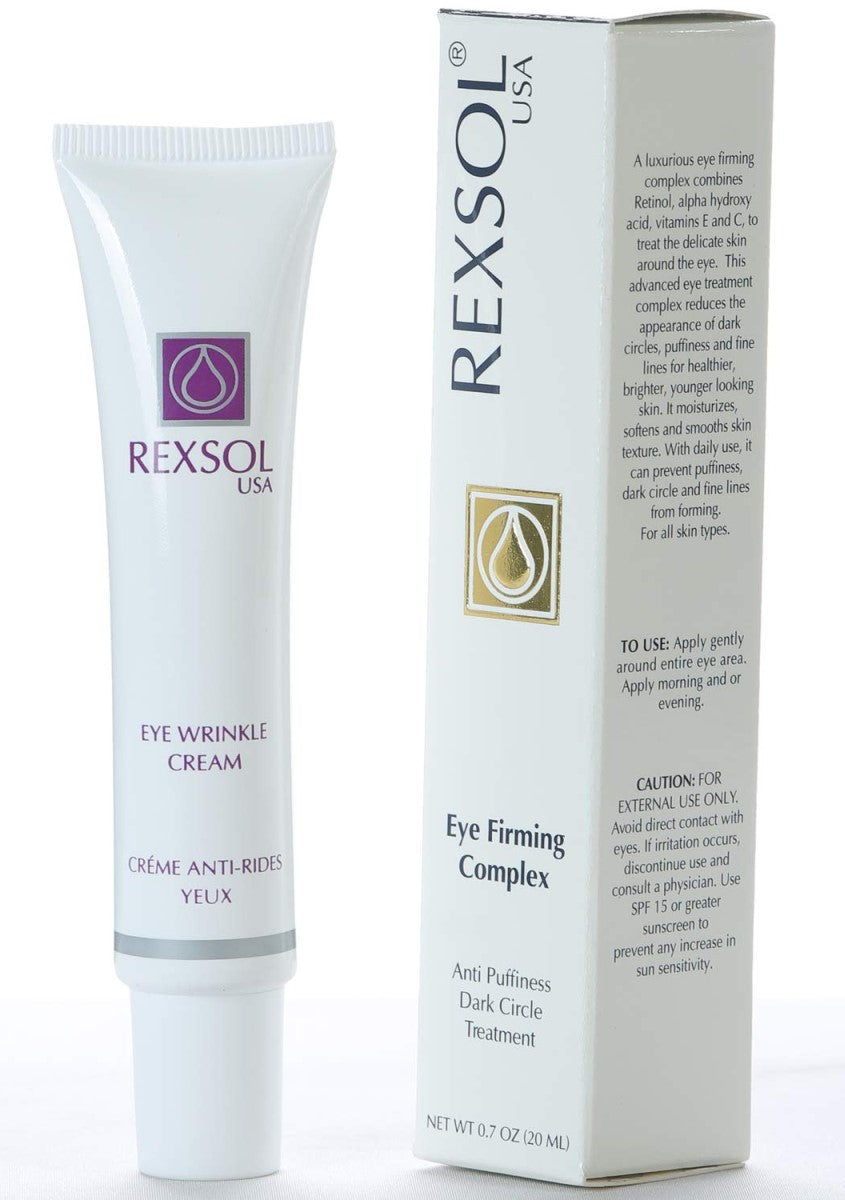 REXSOL
USA
EYE WRINKLE
CREAM
CRÉME ANTI-RIDES
YEUX
REXSOL®
USA
Eye Firming
Complex
Anti Puffiness
Dark Circle
Treatment
NET WT 0.7 OZ (20 ML)
A luxurious eye firming
complex combines
Retinol, alpha hydroxy
acid, vitamins E and C, to
treat the delicate skin
around the eye. This
advanced eye treatment
complex reduces the
appearance of dark
circles, puffiness and fine
lines for healthier,
brighter, younger looking
skin. It moisturizes,
softens and smooths skin
texture. With daily use, it
can prevent puffiness,
dark circle and fine lines
from forming.
For all skin types.
TO USE: Apply gently
around entire eye area.
Apply morning and or
evening.
CAUTION: FOR
EXTERNAL USE ONLY.
Avoid direct contact with
eyes. If irritation occurs,
discontinue use and
consult a physician. Use
SPF 15 or greater
sunscreen to
prevent any increase in
sun sensitivity.